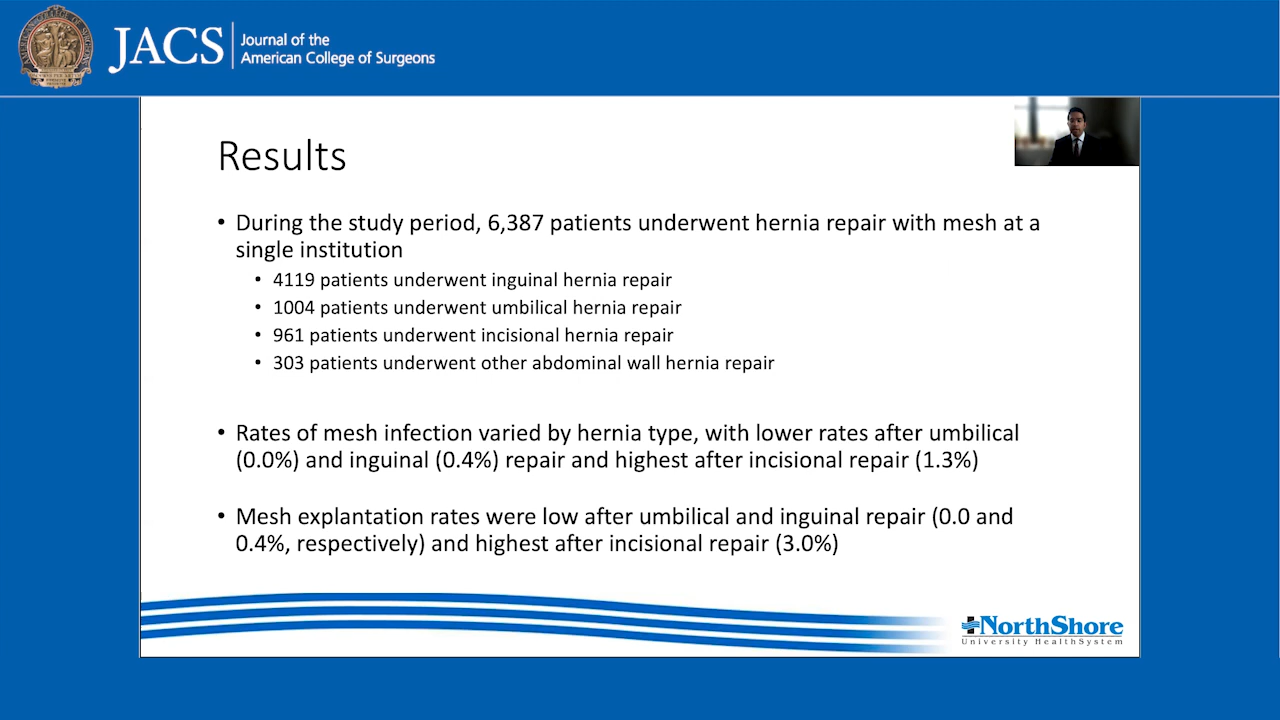 JACS
Journal of the
American College of Surgeons
Results
• During the study period, 6,387 patients underwent hernia repair with mesh at a
single institution
• 4119 patients underwent inguinal hernia repair
• 1004 patients underwent umbilical hernia repair
• 961 patients underwent incisional hernia repair
• 303 patients underwent other abdominal wall hernia repair
• Rates of mesh infection varied by hernia type, with lower rates after umbilical
(0.0%) and inguinal (0.4%) repair and highest after incisional repair (1.3%)
• Mesh explantation rates were low after umbilical and inguinal repair (0.0 and
0.4%, respectively) and highest after incisional repair (3.0%)
NorthShore
University HealthSystem